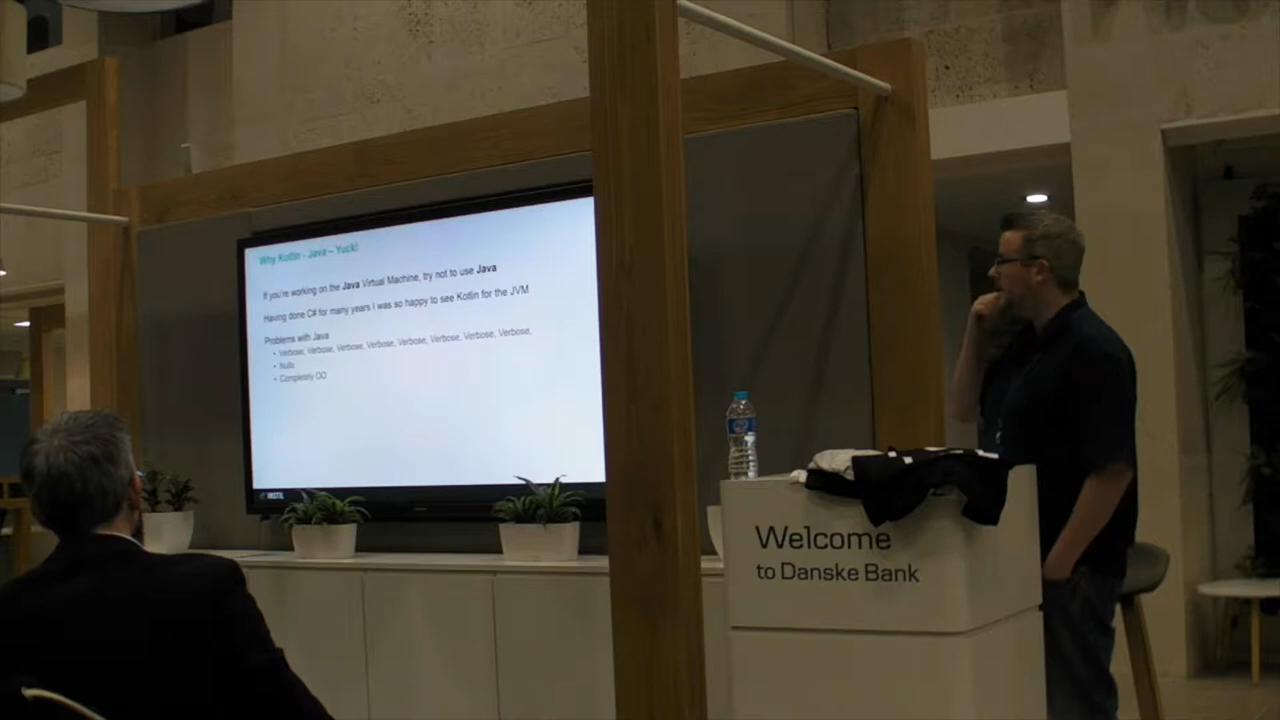 Why Kotlin - Java – Yuck!
If you're working on the Java Virtual Machine, try not to use Java
Having done C# for many years I was so happy to see Kotlin for the JVM
Problems with Java
• Verbose, Verbose, Verbose, Verbose, Verbose, Verbose, Verbose, Verbose,
• Nulls
• Completely OO
INSTIL
Welcome
to Danske Bank